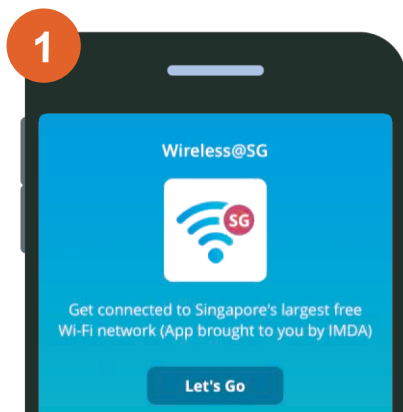 1
Wireless@SG
SG
Get connected to Singapore's largest free
Wi-Fi network (App brought to you by IMDA)
Let's Go